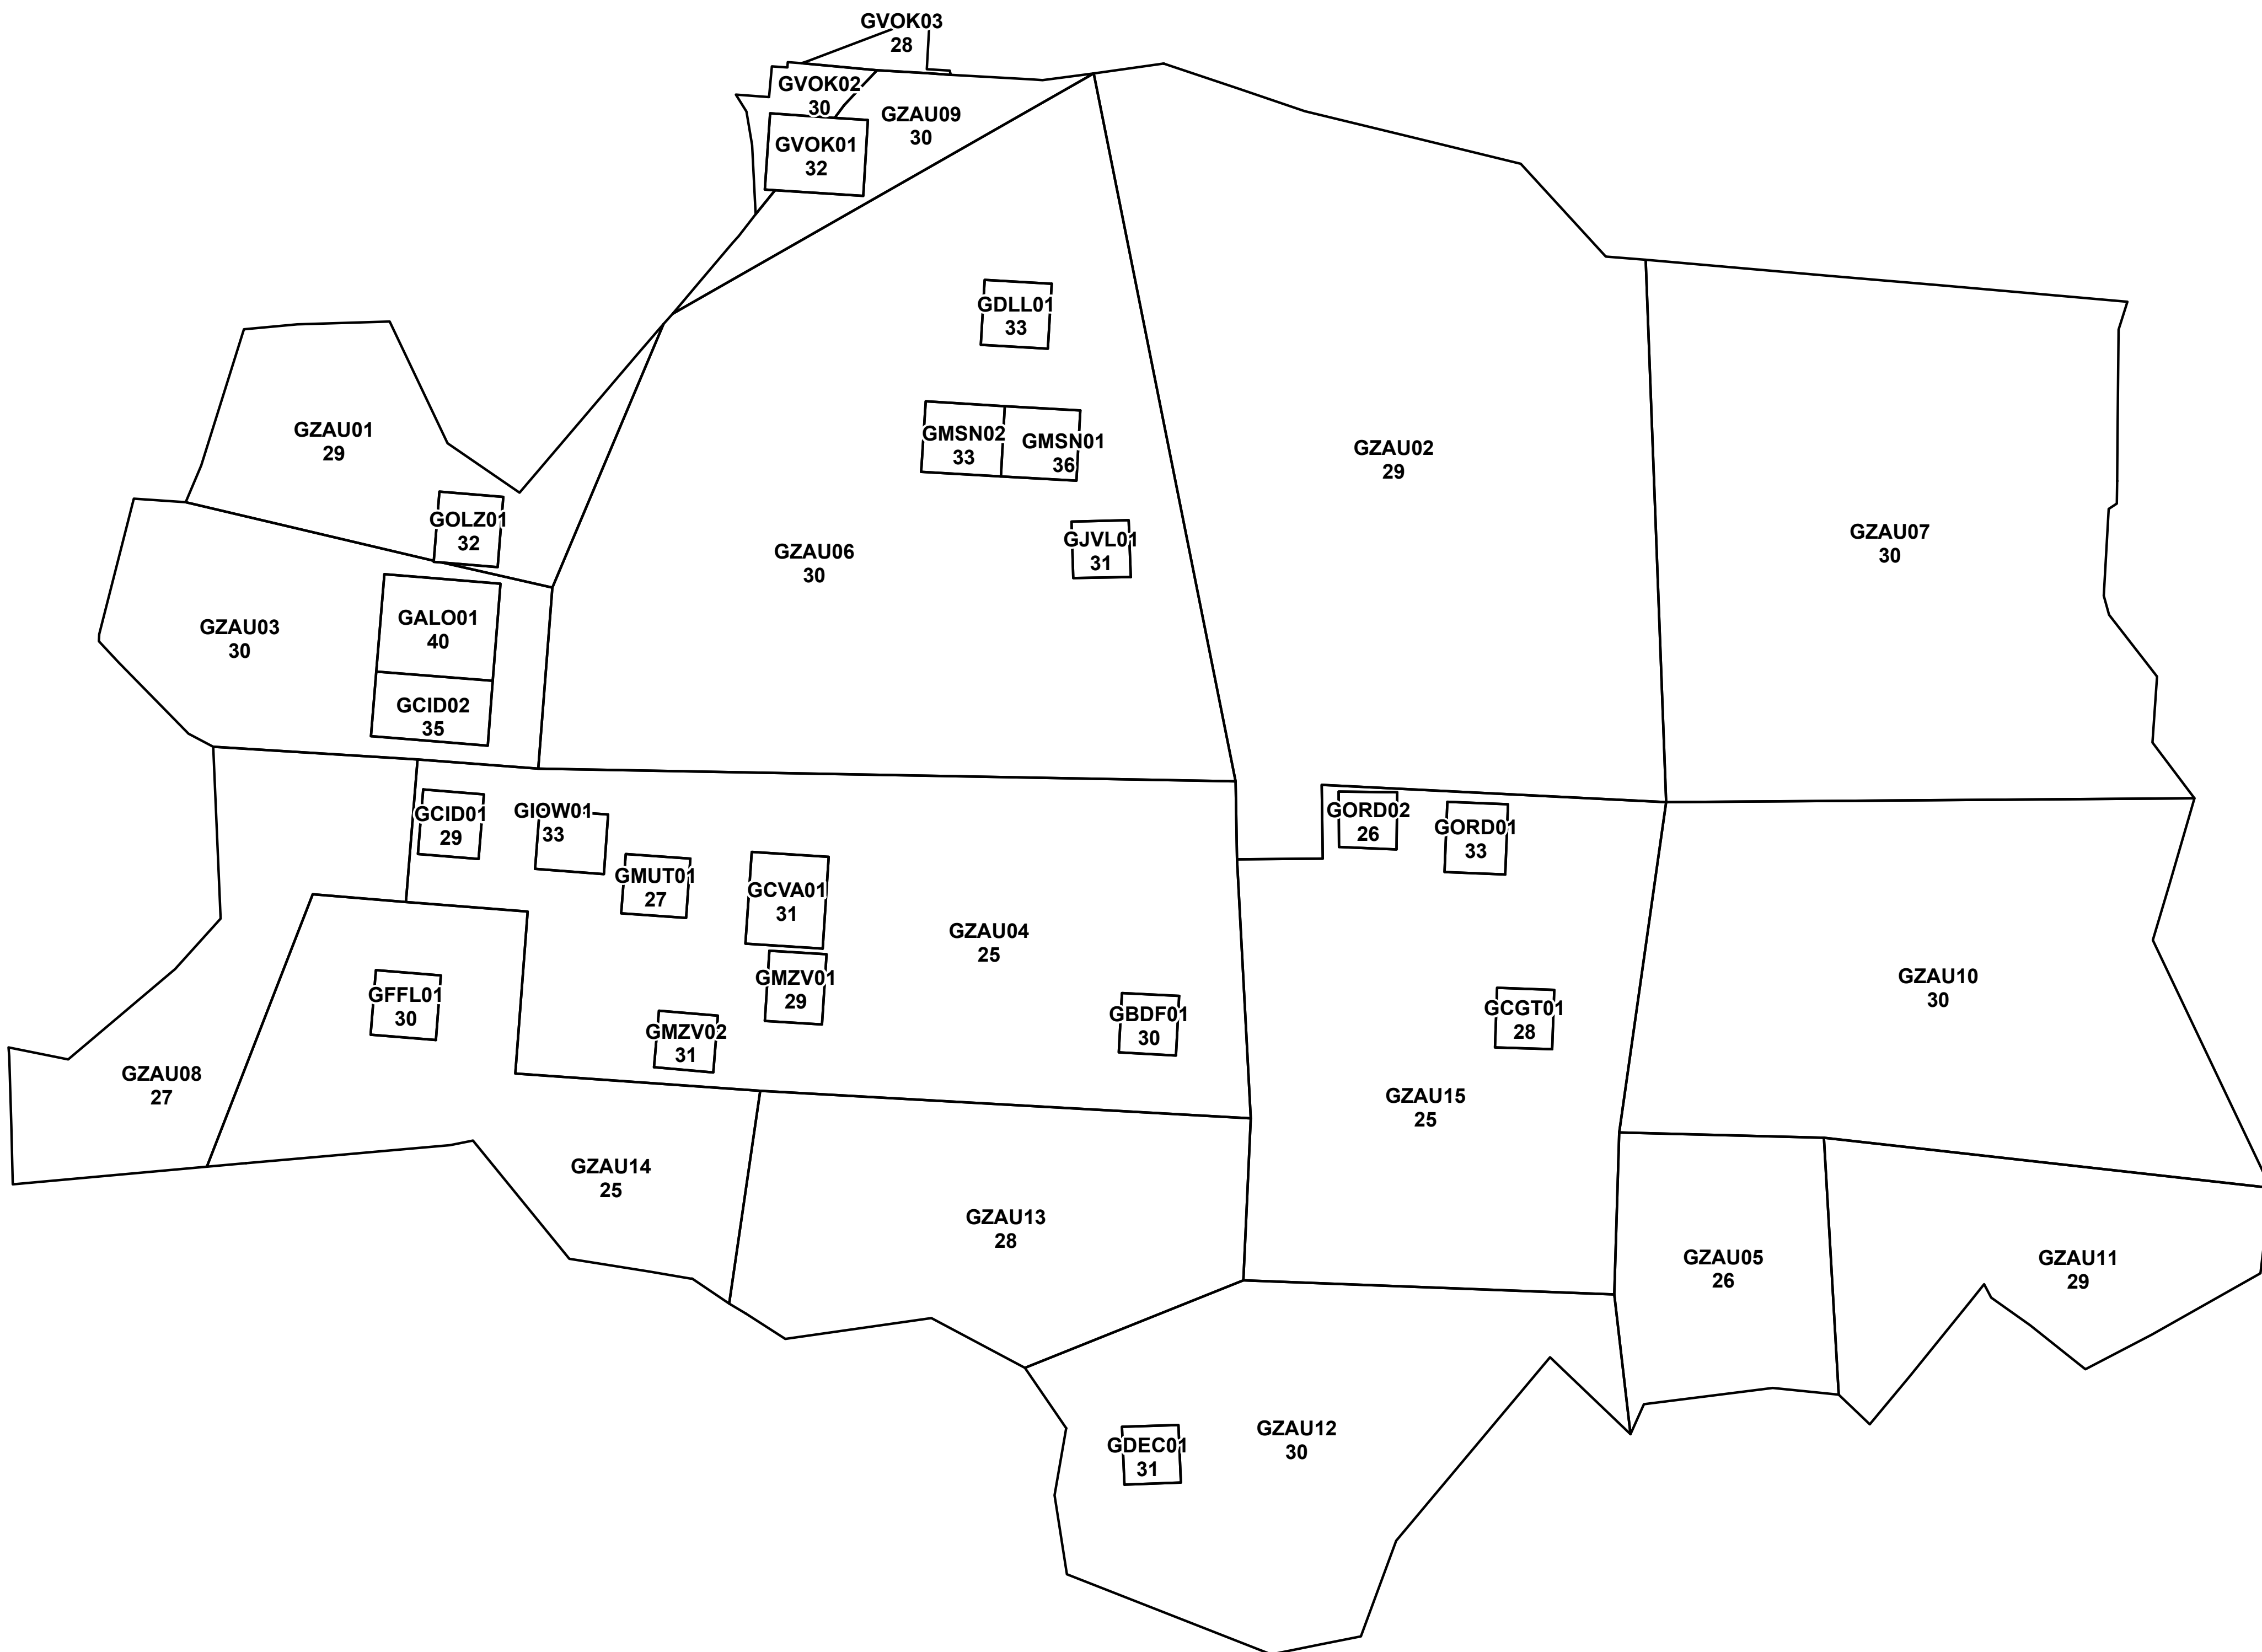 GVOK03
28
GVOK02
30
GZAU09
30
GVOK01
32
GDLL01
33
GMSN02
33
GMSN01
36
GZAU01
29
GZAU02
29
GOLZ01
32
GZAU06
30
GJVL01
31
GZAU07
30
GZAU03
30
GALO01
40
GCID02
35
GCID01
29
GIOW01
33
GORD02
26
GORD01
33
GMUT01
27
GCVA01
31
GZAU04
25
GMZV01
29
GZAU10
30
GFFL01
30
GBDF01
30
GCGT01
28
GMZV02
31
GZAU08
27
GZAU15
25
GZAU14
25
GZAU13
28
GZAU05
26
GZAU11
29
GZAU12
30
GDEC01
31